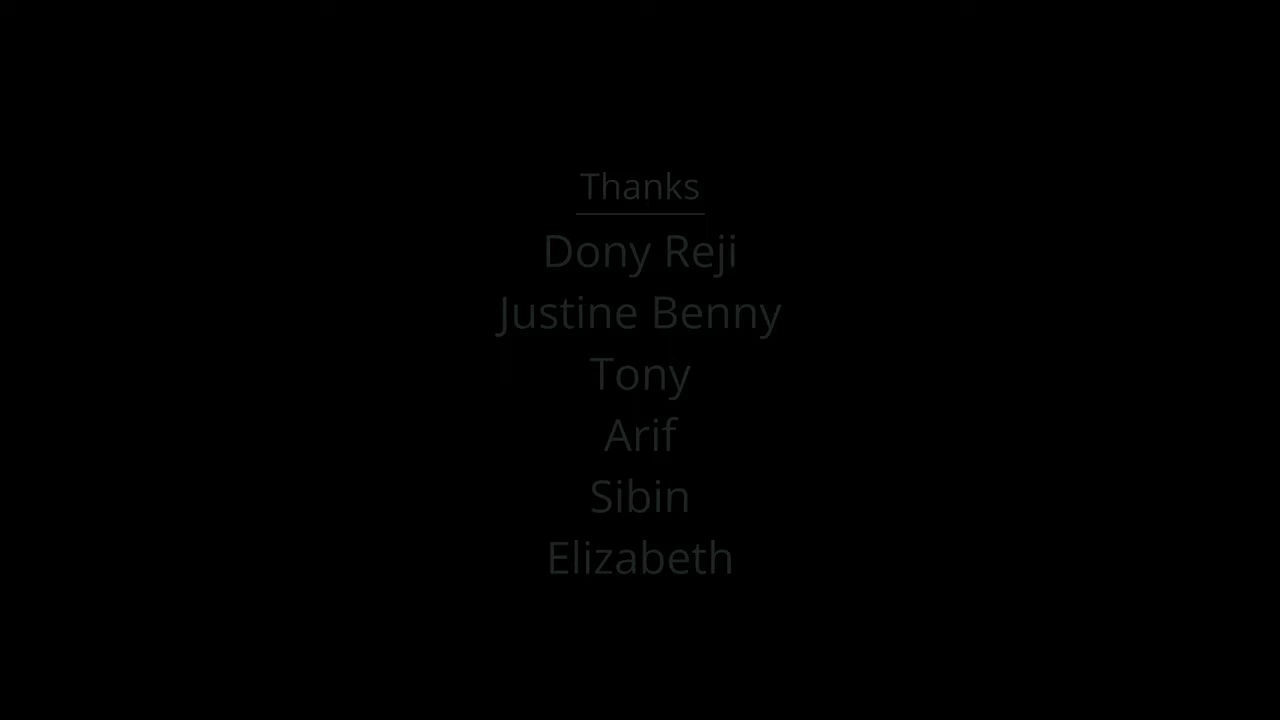 Thanks
Dony Reji
Justine Benny
Tony
Arif
Sibin
Elizabeth